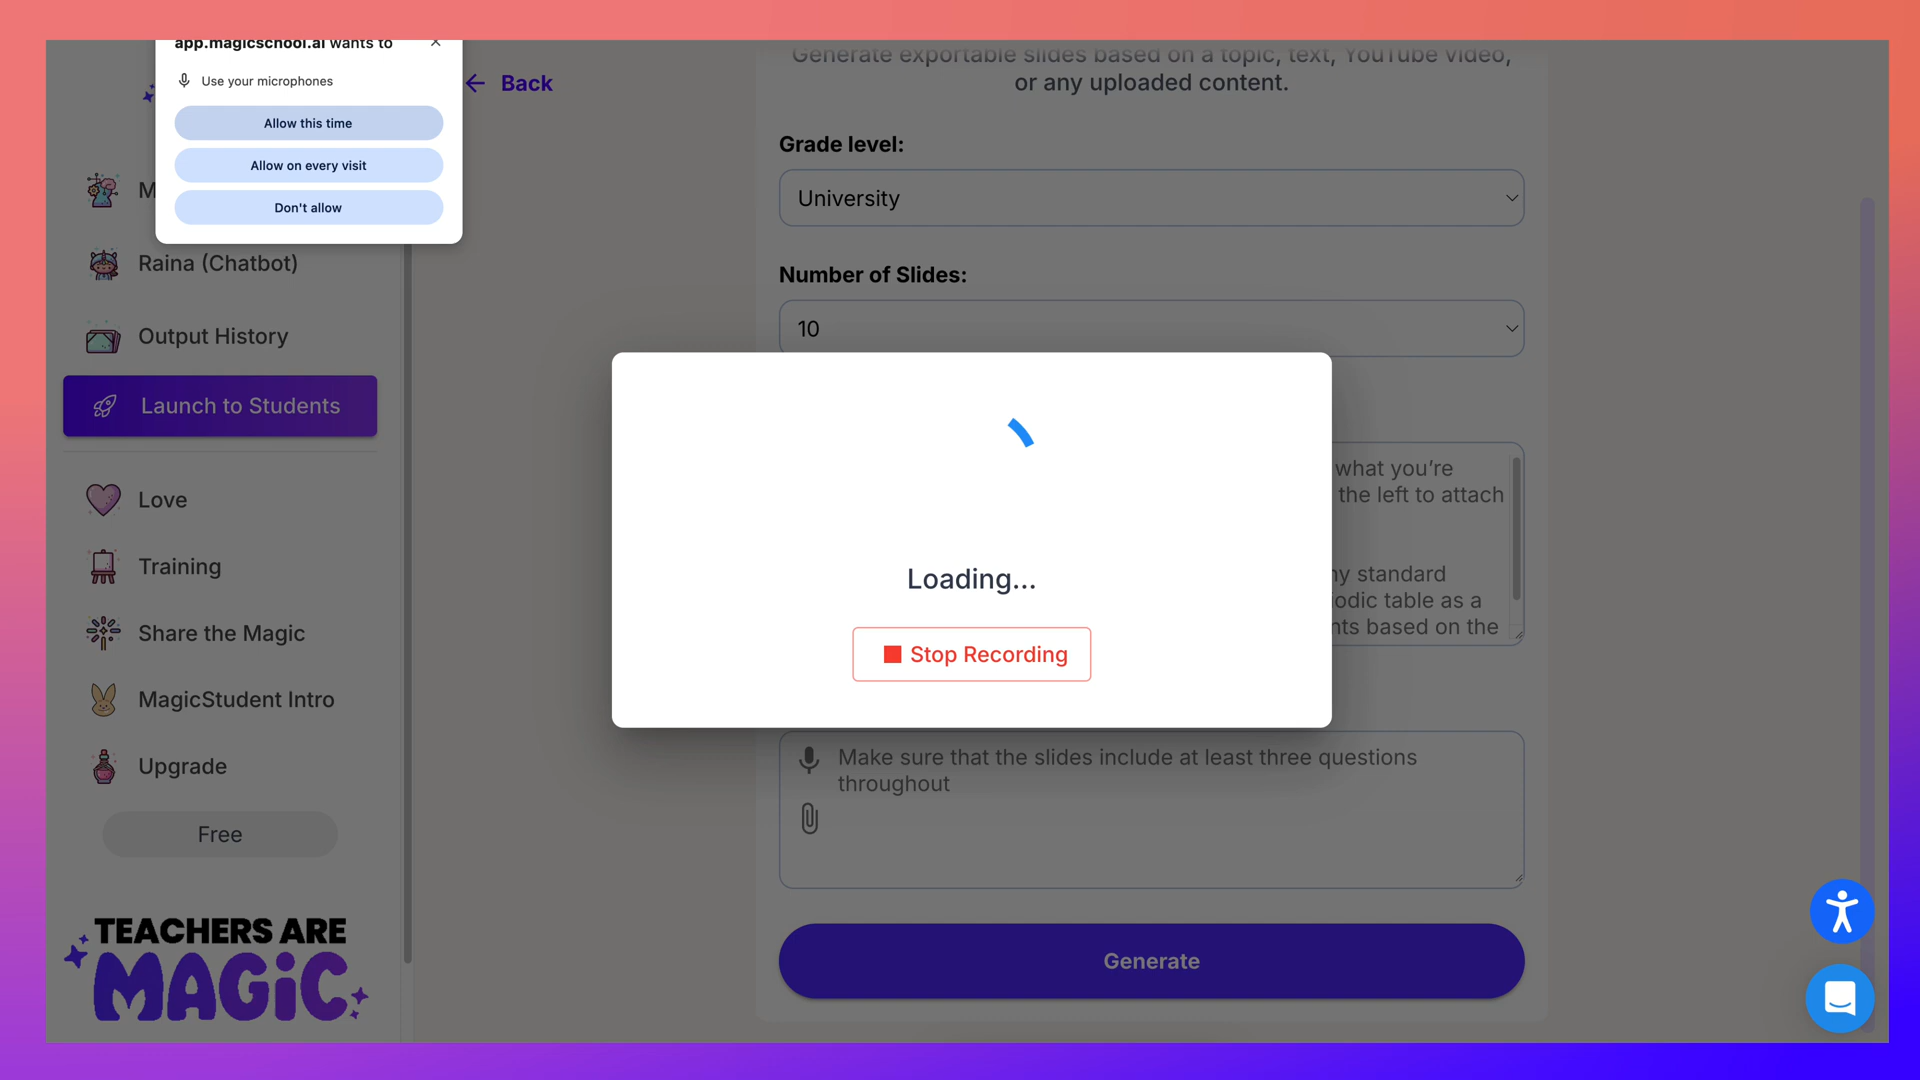 app.magicschool.ai wants to
Use your microphones
Allow this time
Allow on every visit
Don't allow
Back
M
Raina (Chatbot)
Output History
Launch to Students
Love
Training
Share the Magic
MagicStudent Intro
Upgrade
Free
TEACHERS ARE
MAGiC
Generate exportable slides based on a topic, text, YouTube video,
or any uploaded content.
Grade level:
University
Number of Slides:
10
what you're
the left to attach
ny standard
iodic table as a
nts based on the
Loading...
Stop Recording
Make sure that the slides include at least three questions
throughout
Generate